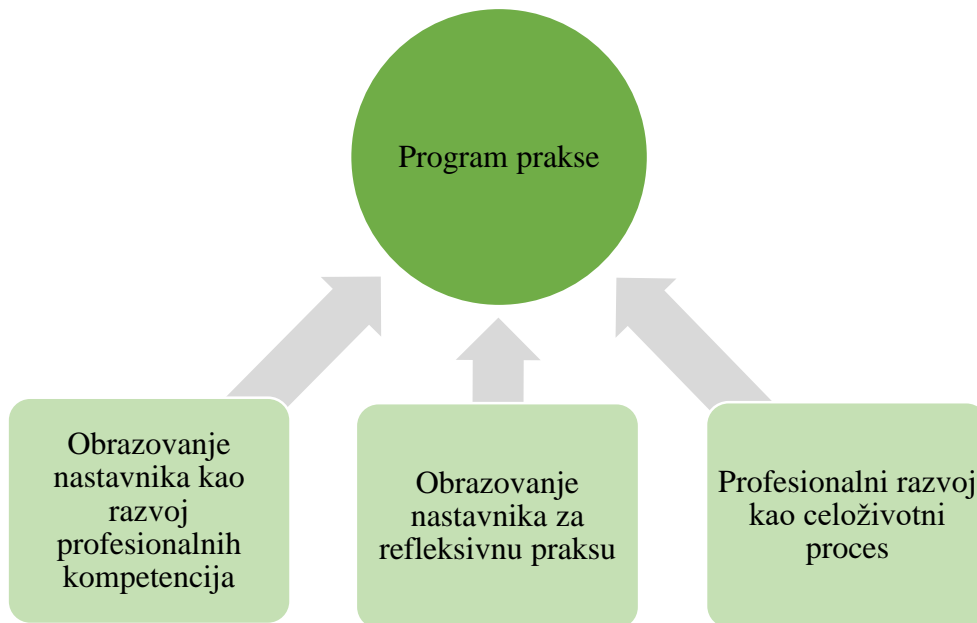 Program prakse
Obrazovanje
nastavnika kao
razvoj
profesionalnih
kompetencija
Obrazovanje
nastavnika za
refleksivnu praksu
Profesionalni razvoj
kao celoživotni
proces